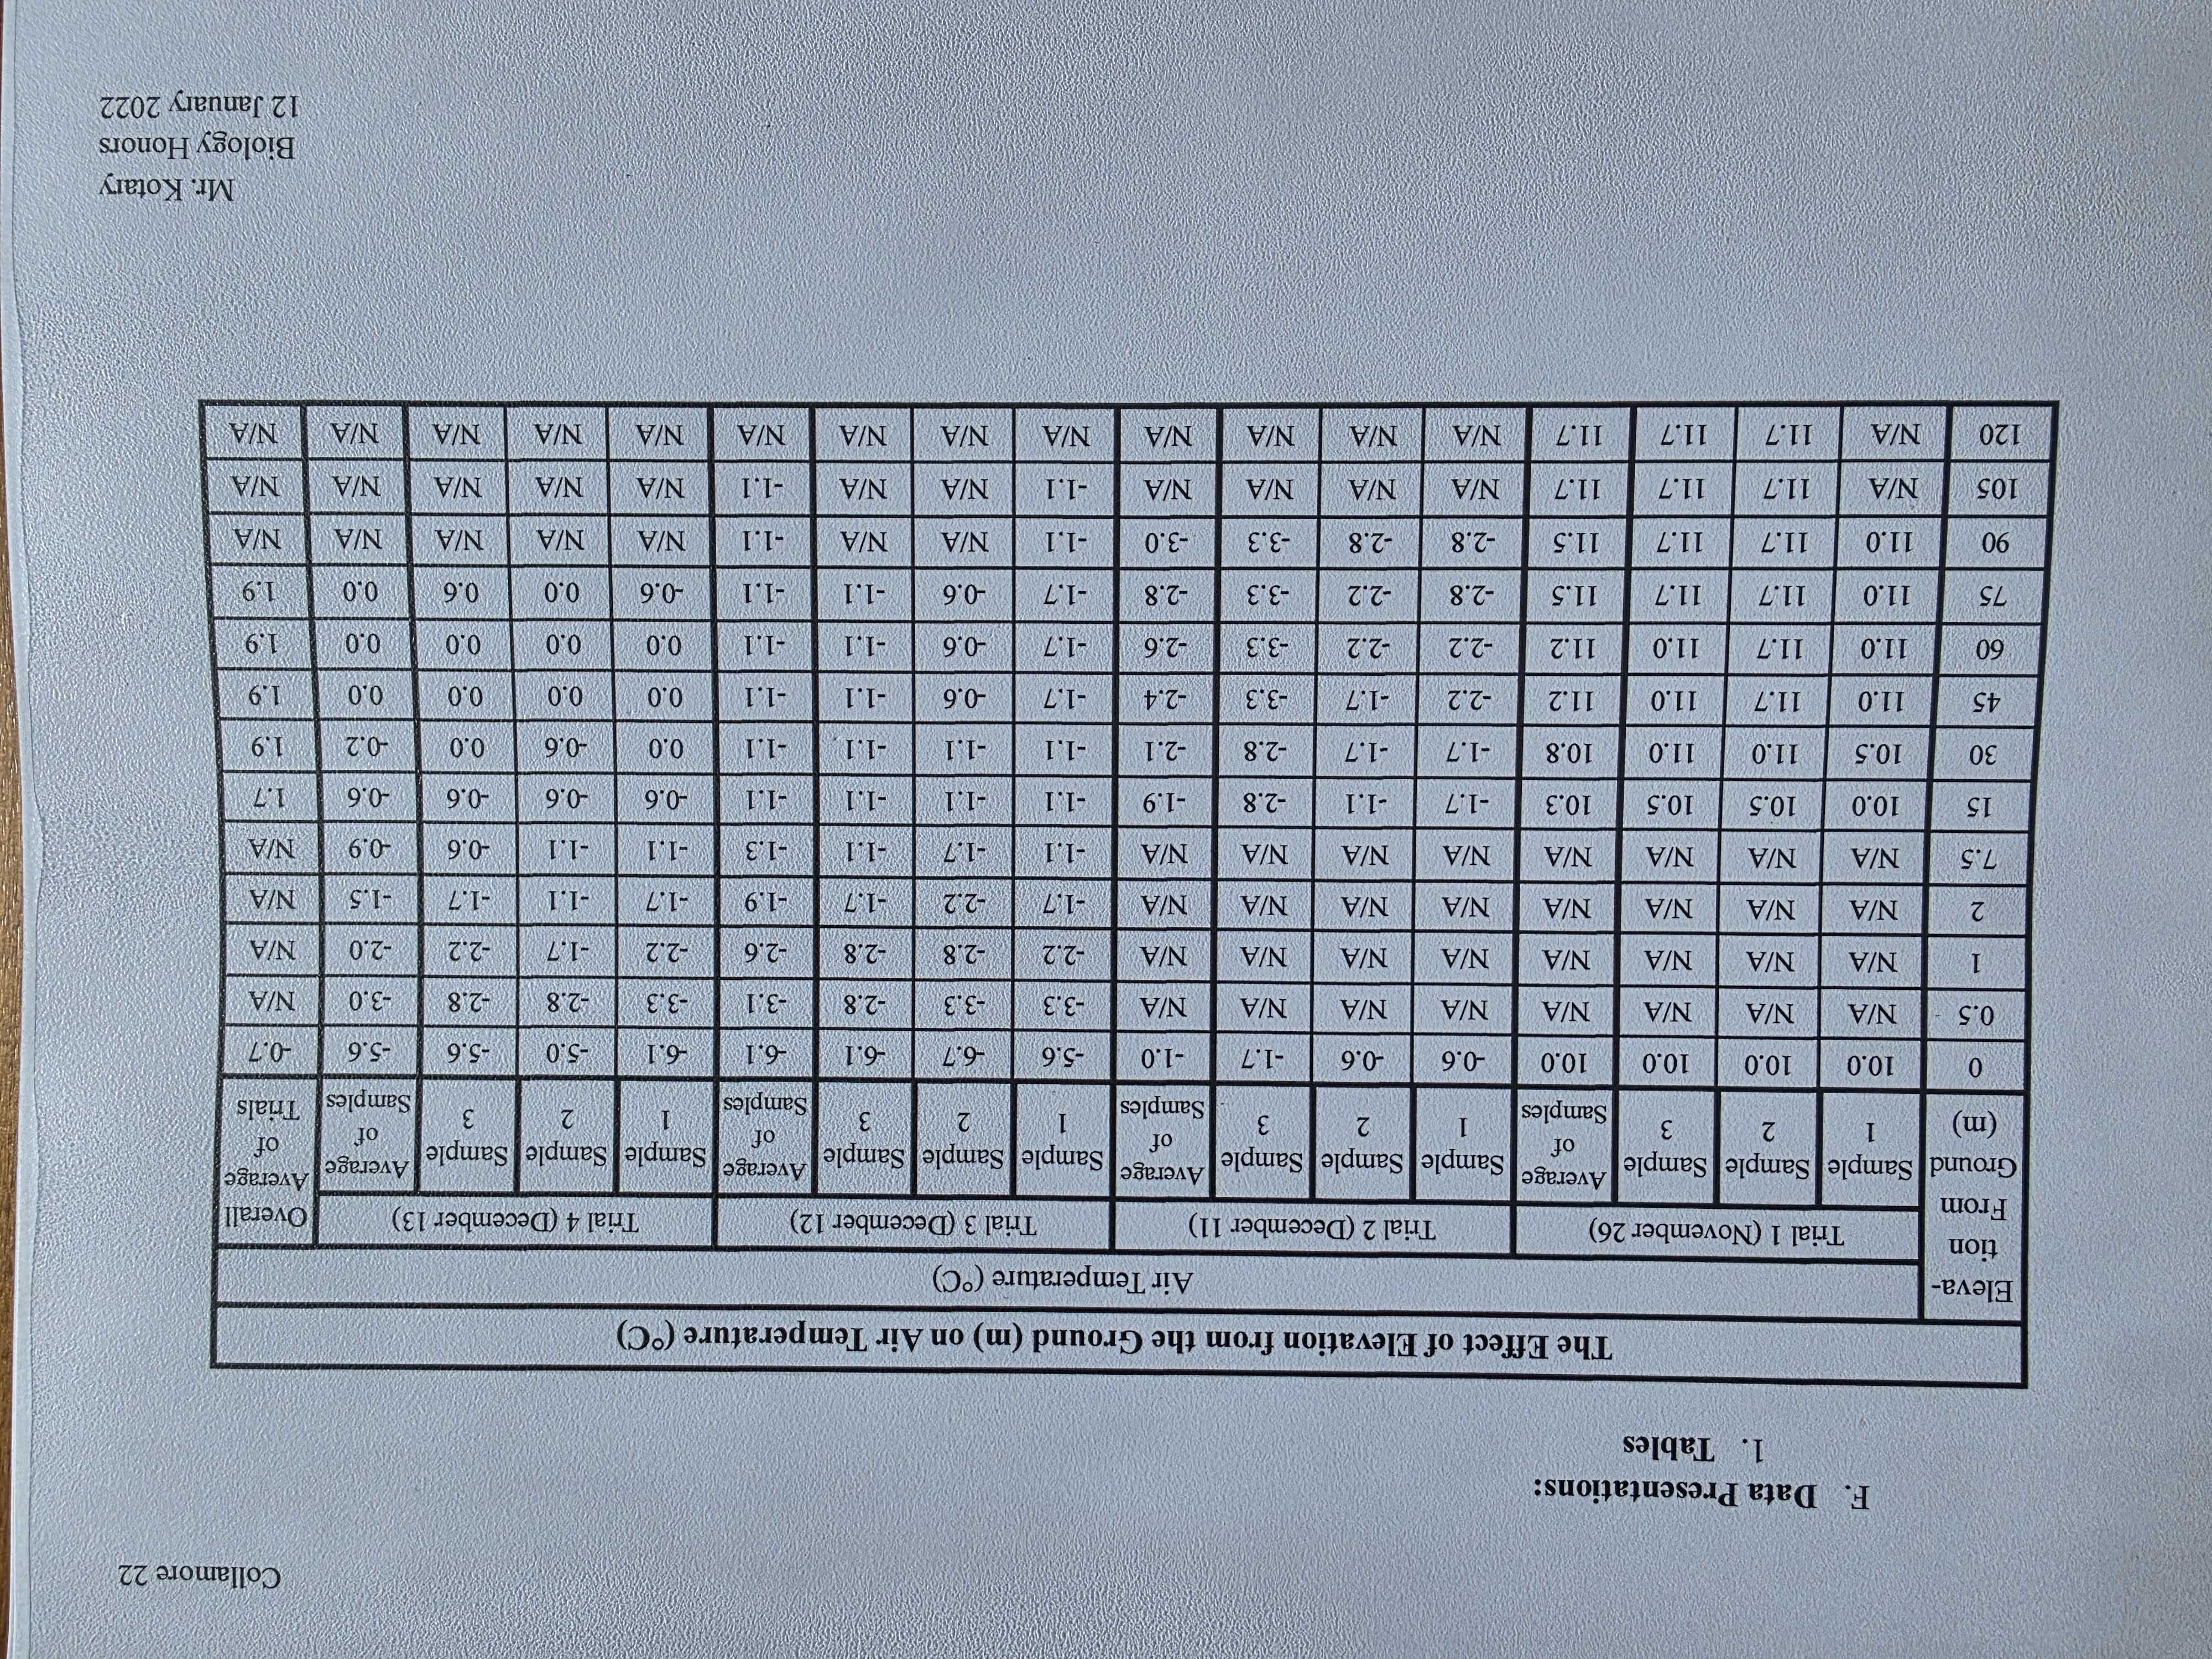 Collamore 22
F. Data Presentations:
1. Tables
The Effect of Elevation from the Ground (m) on Air Temperature (°C)
Eleva-
tion
From
Ground
(m)
Air Temperature (°C)
Trial 1 (November 26) Trial 2 (December 11) Trial 3 (December 12) Trial 4 (December 13) Overall
Average
of
Trials
Sample 1 Sample 2 Sample 3 Average of Samples Sample 1 Sample 2 Sample 3 Average of Samples Sample 1 Sample 2 Sample 3 Average of Samples Sample 1 Sample 2 Sample 3 Average of Samples
0 10.0 10.0 10.0 10.0 -0.6 -0.6 -1.7 -1.0 -5.6 -6.7 -6.1 -6.1 -6.1 -5.0 -5.6 -5.6 -0.7
0.5 N/A N/A N/A N/A N/A N/A N/A N/A -3.3 -3.3 -2.8 -3.1 -3.3 -2.8 -2.8 -3.0 N/A
1 N/A N/A N/A N/A N/A N/A N/A N/A -2.2 -2.8 -2.8 -2.6 -2.2 -1.7 -2.2 -2.0 N/A
2 N/A N/A N/A N/A N/A N/A N/A N/A -1.7 -2.2 -1.7 -1.9 -1.7 -1.1 -1.7 -1.5 N/A
7.5 N/A N/A N/A N/A N/A N/A N/A N/A -1.1 -1.7 -1.1 -1.3 -1.1 -1.1 -0.6 -0.9 N/A
15 10.0 10.5 10.5 10.3 -1.7 -1.1 -2.8 -1.9 -1.1 -1.1 -1.1 -1.1 -0.6 -0.6 -0.6 -0.6 1.7
30 10.5 11.0 11.0 10.8 -1.7 -1.7 -2.8 -2.1 -1.1 -1.1 -1.1 -1.1 0.0 -0.6 0.0 -0.2 1.9
45 11.0 11.7 11.0 11.2 -2.2 -1.7 -3.3 -2.4 -1.7 -0.6 -1.1 -1.1 0.0 0.0 0.0 0.0 1.9
60 11.0 11.7 11.0 11.2 -2.2 -2.2 -3.3 -2.6 -1.7 -0.6 -1.1 -1.1 0.0 0.0 0.0 0.0 1.9
75 11.0 11.7 11.7 11.5 -2.8 -2.2 -3.3 -2.8 -1.7 -0.6 -1.1 -1.1 -0.6 0.0 0.6 0.0 1.9
90 11.0 11.7 11.7 11.5 -2.8 -2.8 -3.3 -3.0 -1.1 N/A N/A -1.1 N/A N/A N/A N/A N/A
105 N/A 11.7 11.7 11.7 N/A N/A N/A N/A -1.1 N/A N/A -1.1 N/A N/A N/A N/A N/A
120 N/A 11.7 11.7 11.7 N/A N/A N/A N/A N/A N/A N/A N/A N/A N/A N/A N/A N/A
Mr. Kotary
Biology Honors
12 January 2022